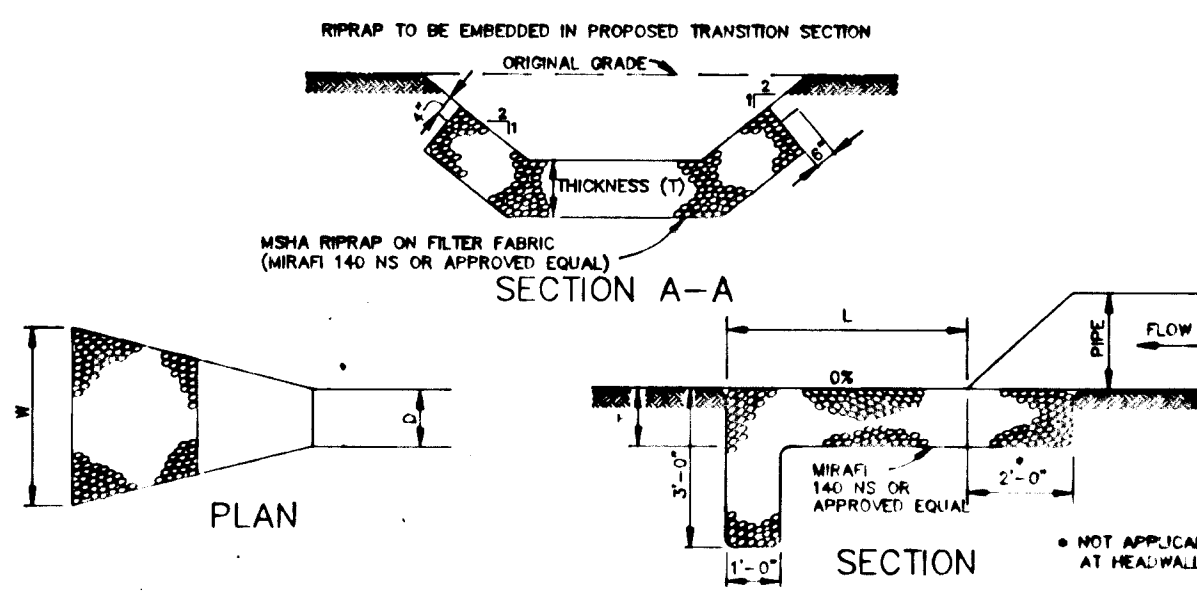 RIPRAP TO BE EMBEDDED IN PROPOSED TRANSITION SECTION
ORIGINAL GRADE
2
1
2
1
4"
6"
THICKNESS (T)
MSHA RIPRAP ON FILTER FABRIC
(MIRAFI 140 NS OR APPROVED EQUAL)
SECTION A-A
W
D
PLAN
L
PIPE
FLOW
0%
T
3'-0"
MIRAFI
140 NS OR
APPROVED EQUAL
2'-0"
1'-0"
SECTION
* NOT
AT HEADWALL